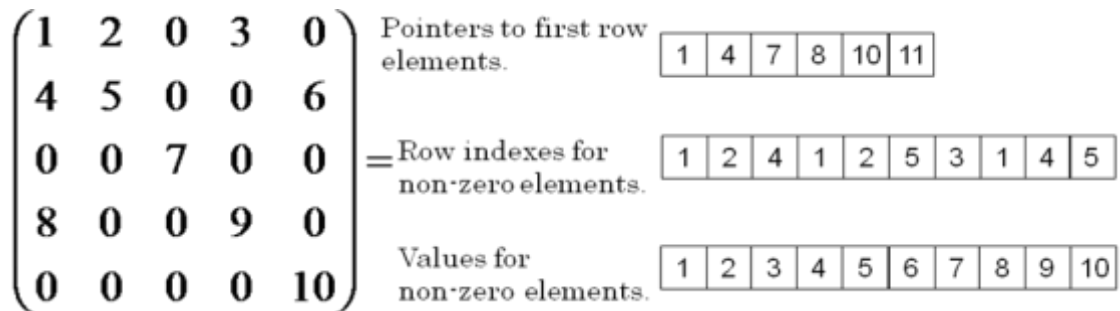 1 2 0 3 0
4 5 0 0 6
0 0 7 0 0
8 0 0 9 0
0 0 0 0 10
=
Pointers to first row
elements.
1 4 7 8 10 11
Row indexes for
non-zero elements.
1 2 4 1 2 5 3 1 4 5
Values for
non-zero elements.
1 2 3 4 5 6 7 8 9 10